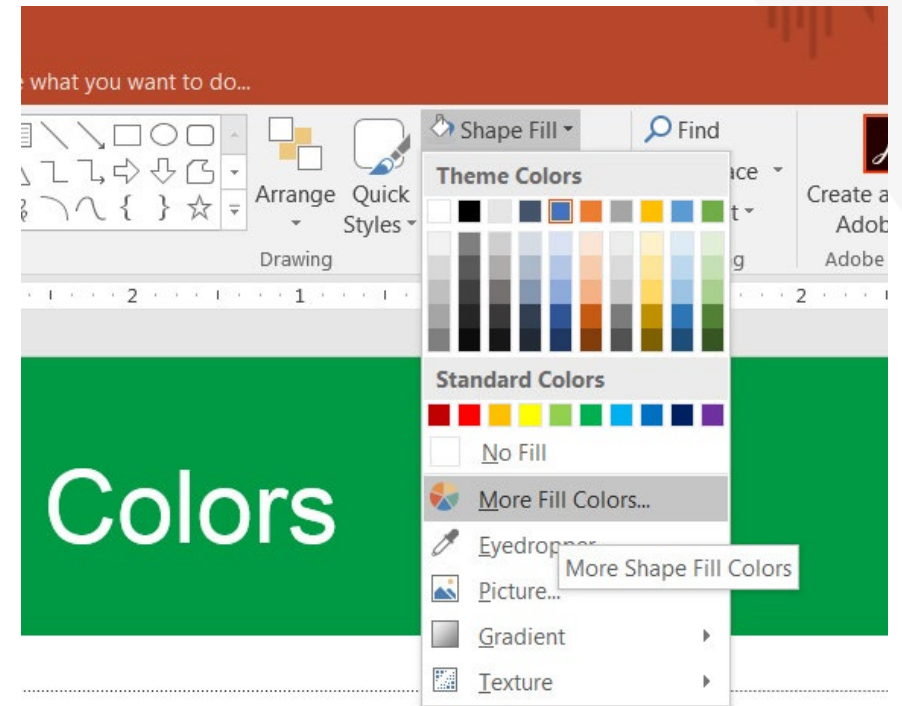 what you want to do...
Shape Fill
Find
Theme Colors
ace
Arrange
Quick
Styles
t
Create a
Adob
Drawing
g
Adobe
2 1 2
Standard Colors
No Fill
Colors
More Fill Colors...
Eyedropper
More Shape Fill Colors
Picture...
Gradient
Texture